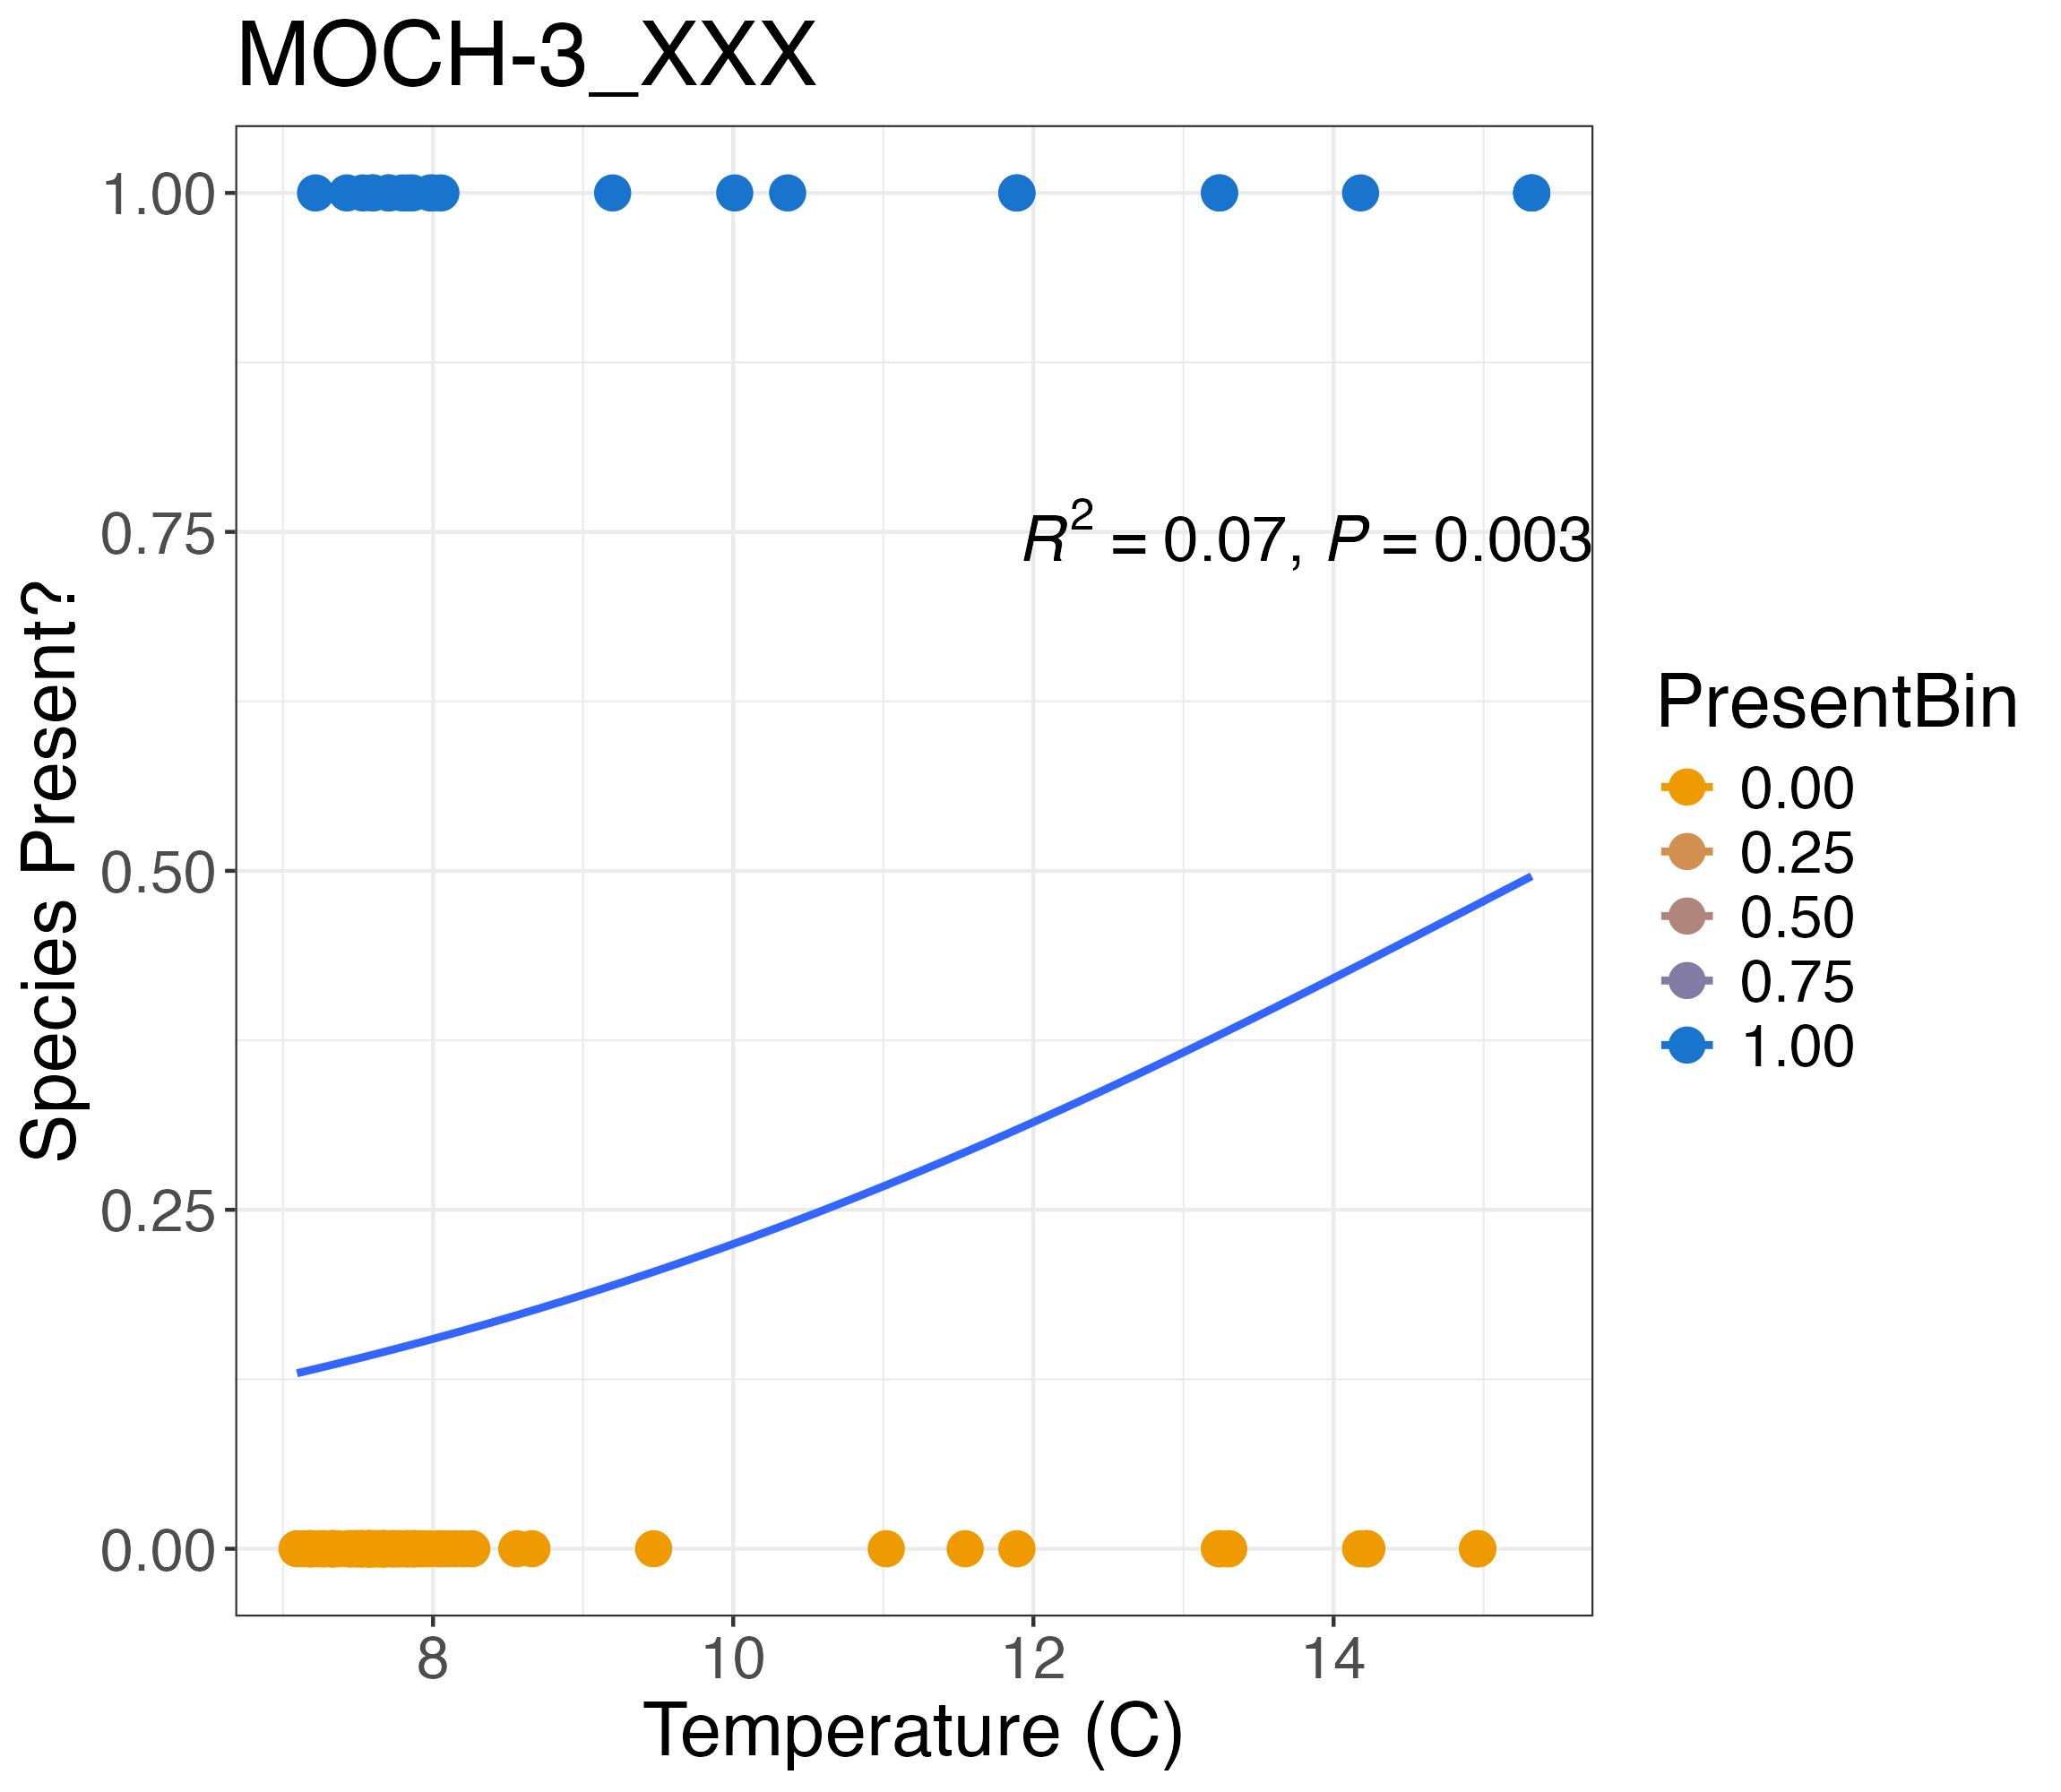 MOCH-3_XXX
Species Present?
1.00
0.75
0.50
0.25
0.00
R² = 0.07, P = 0.003
8 10 12 14
Temperature (C)
PresentBin
0.00
0.25
0.50
0.75
1.00